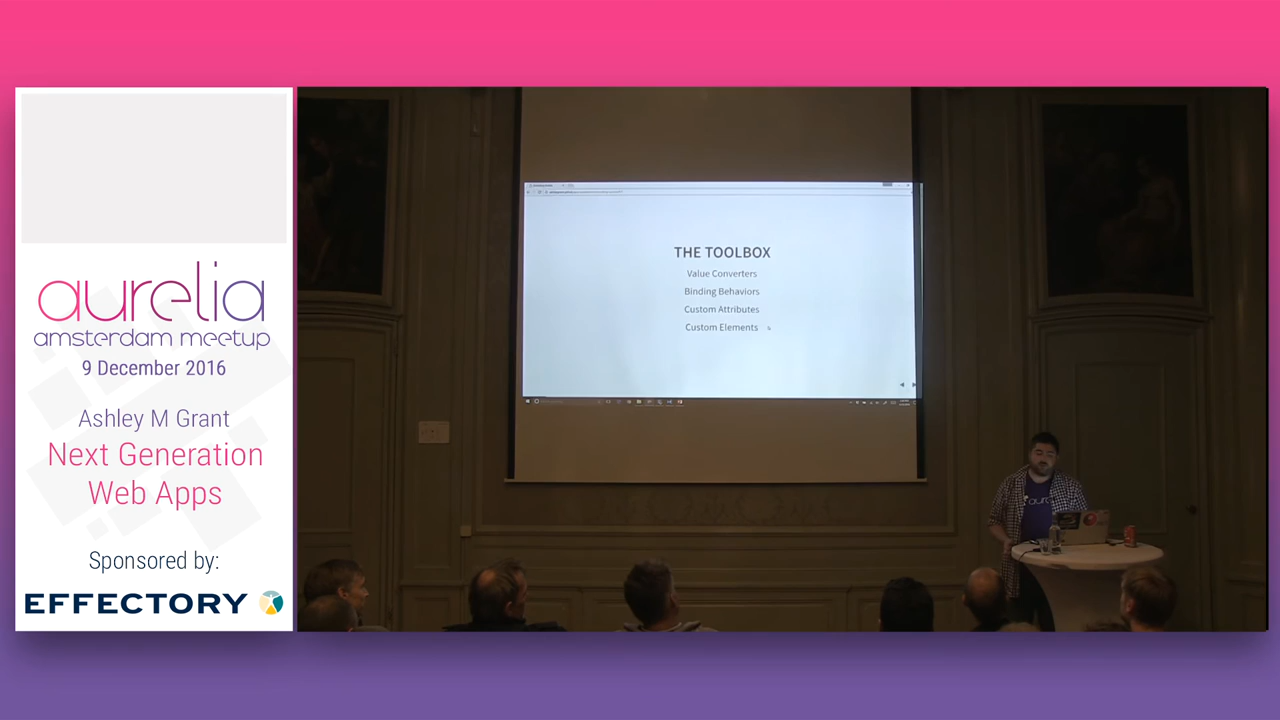 aurelia
amsterdam meetup
9 December 2016
Ashley M Grant
Next Generation
Web Apps
Sponsored by:
EFFECTORY
THE TOOLBOX
Value Converters
Binding Behaviors
Custom Attributes
Custom Elements